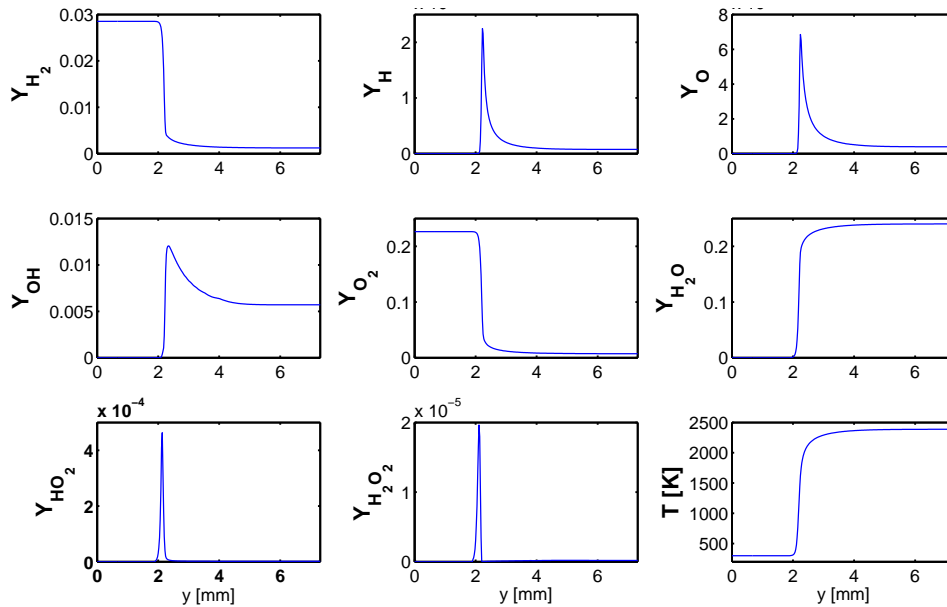 0.03
0.02
0.01
0
0 2 4 6
Y_H₂
2
1
0
0 2 4 6
Y_H
8
6
4
2
0
0 2 4 6
Y_O
0.015
0.01
0.005
0
0 2 4 6
Y_OH
0.2
0.1
0
0 2 4 6
Y_O₂
0.2
0.1
0
0 2 4 6
Y_H₂O
x 10⁻⁴
4
2
0
0 2 4 6
Y_HO₂
y [mm]
x 10⁻⁵
2
1
0
0 2 4 6
Y_H₂O₂
y [mm]
2500
2000
1500
1000
500
0 2 4 6
T [K]
y [mm]